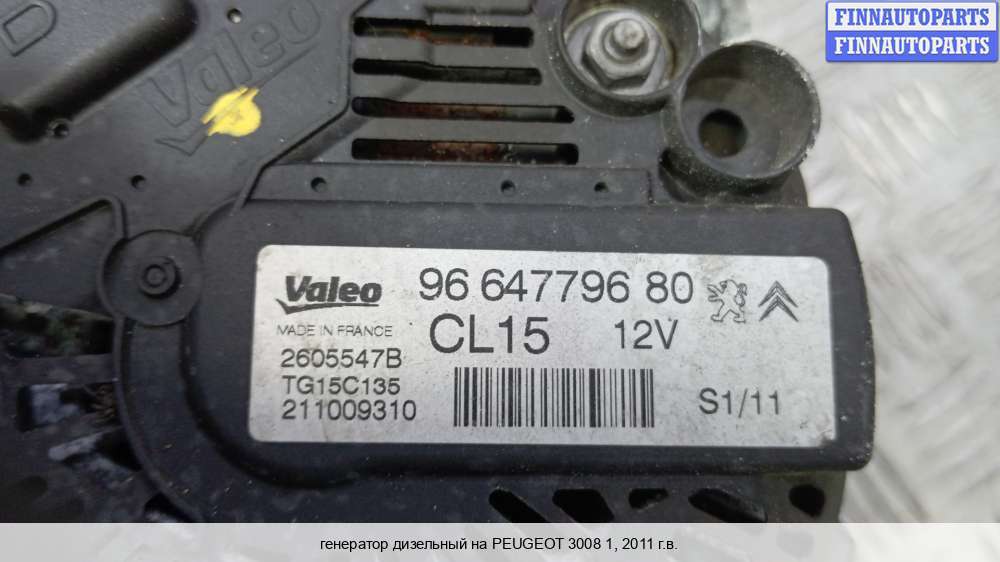 FINNAUTOPARTS
FINNAUTOPARTS
D
Valeo
Valeo
96 647796 80
MADE IN FRANCE
CL15 12V
2605547B
TG15C135
211009310
S1/11
генератор дизельный на PEUGEOT 3008 1, 2011 г.в.